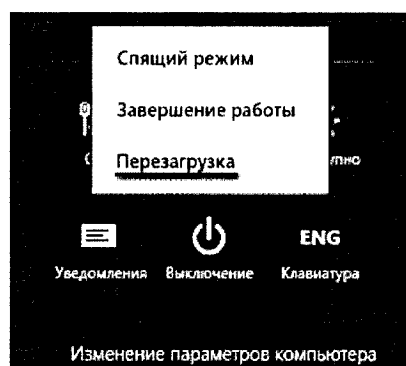 Спящий режим
Завершение работы
Перезагрузка
Уведомления
Выключение
ENG
Клавиатура
Изменение параметров компьютера